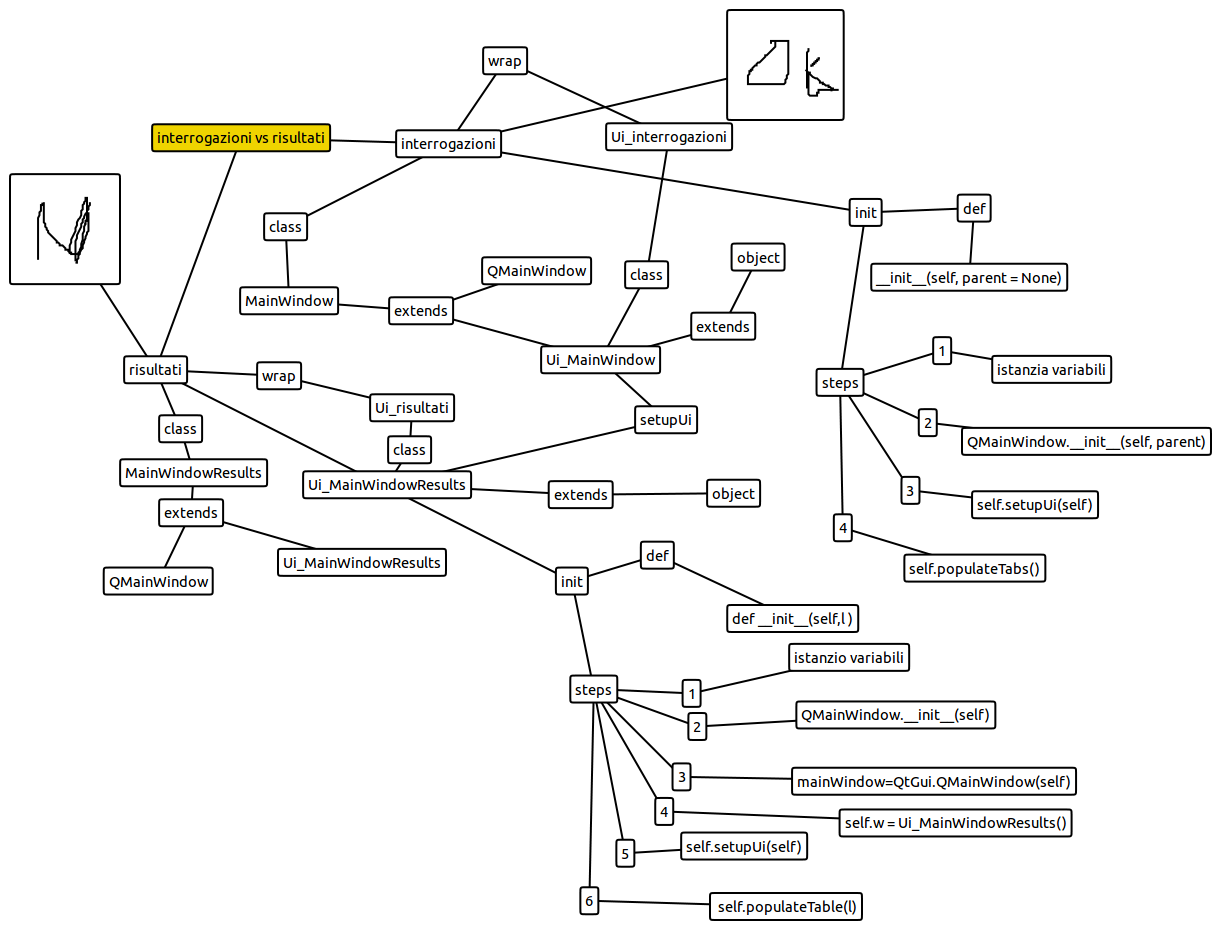 wrap
interrogazioni vs risultati
interrogazioni
Ui_interrogazioni
init
def
class
object
QMainWindow
class
__init__(self, parent = None)
MainWindow
extends
extends
1
Ui_MainWindow
risultati
wrap
steps
istanzia variabili
Ui_risultati
setupUi
2
class
QMainWindow.__init__(self, parent)
class
MainWindowResults
Ui_MainWindowResults
extends
object
3
self.setupUi(self)
extends
4
def
Ui_MainWindowResults
self.populateTabs()
QMainWindow
init
def __init__(self,l )
istanzio variabili
steps
1
QMainWindow.__init__(self)
2
3
mainWindow=QtGui.QMainWindow(self)
4
self.w = Ui_MainWindowResults()
5
self.setupUi(self)
6
self.populateTable(l)